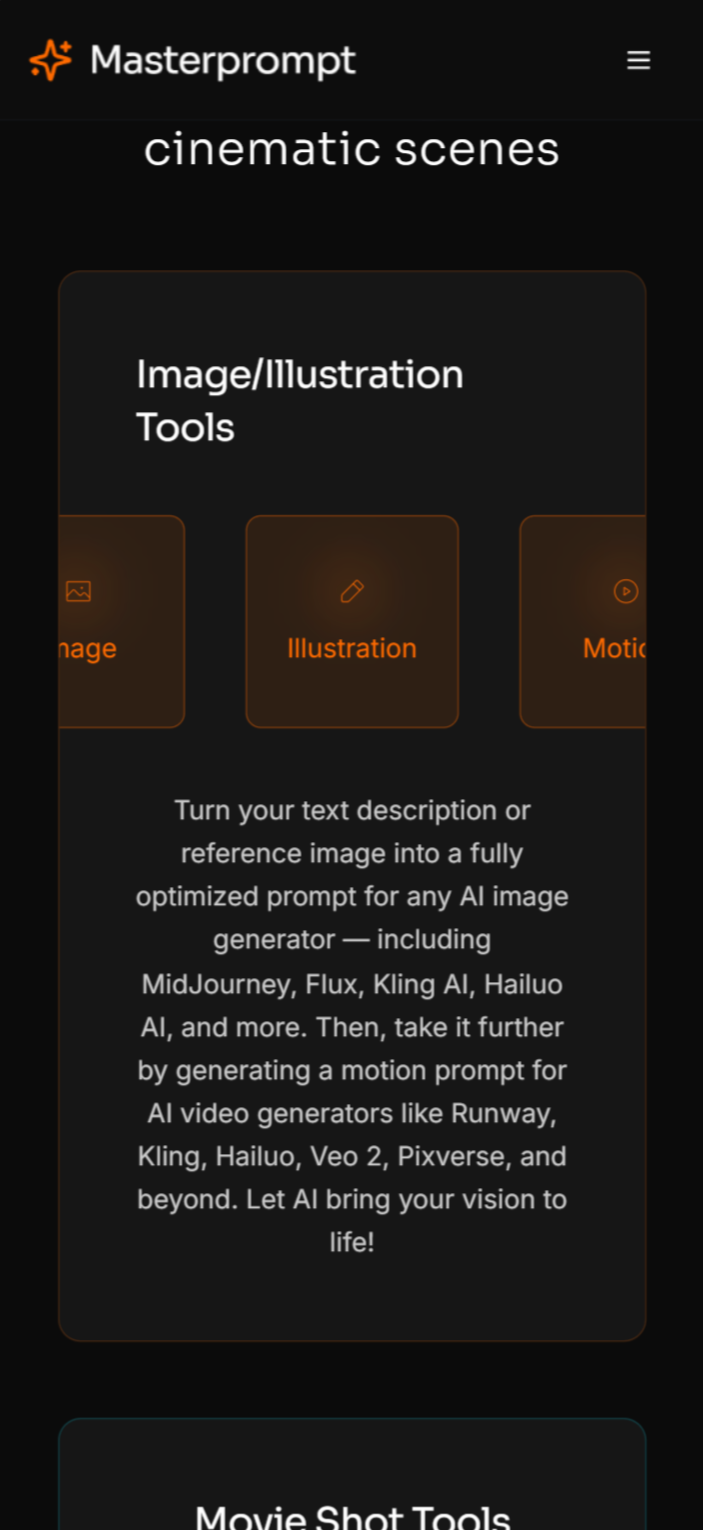 Masterprompt
cinematic scenes
Image/Illustration
Tools
mage
Illustration
Motic
Turn your text description or
reference image into a fully
optimized prompt for any AI image
generator — including
MidJourney, Flux, Kling AI, Hailuo
AI, and more. Then, take it further
by generating a motion prompt for
AI video generators like Runway,
Kling, Hailuo, Veo 2, Pixverse, and
beyond. Let AI bring your vision to
life!
Movie Shot Tools